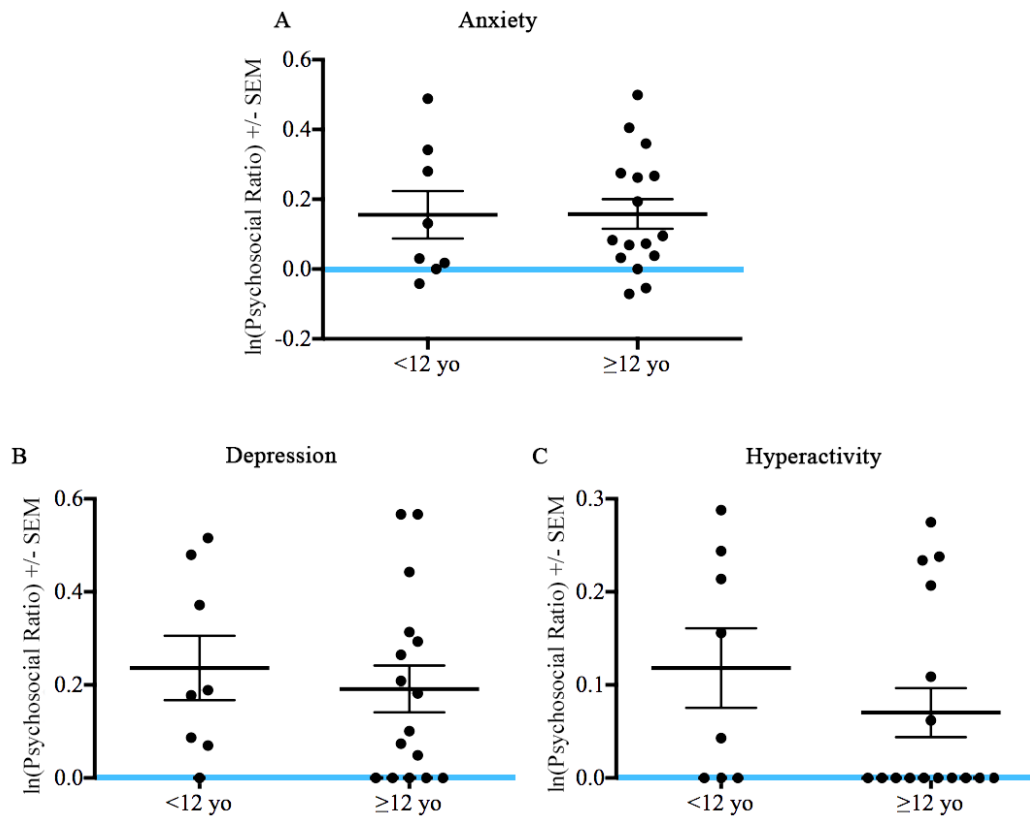 A Anxiety
ln(Psychosocial Ratio) +/- SEM
0.6
0.4
0.2
0.0
-0.2
<12 yo ≥12 yo
B Depression
ln(Psychosocial Ratio) +/- SEM
0.6
0.4
0.2
0.0
<12 yo ≥12 yo
C Hyperactivity
ln(Psychosocial Ratio) +/- SEM
0.3
0.2
0.1
0.0
<12 yo ≥12 yo